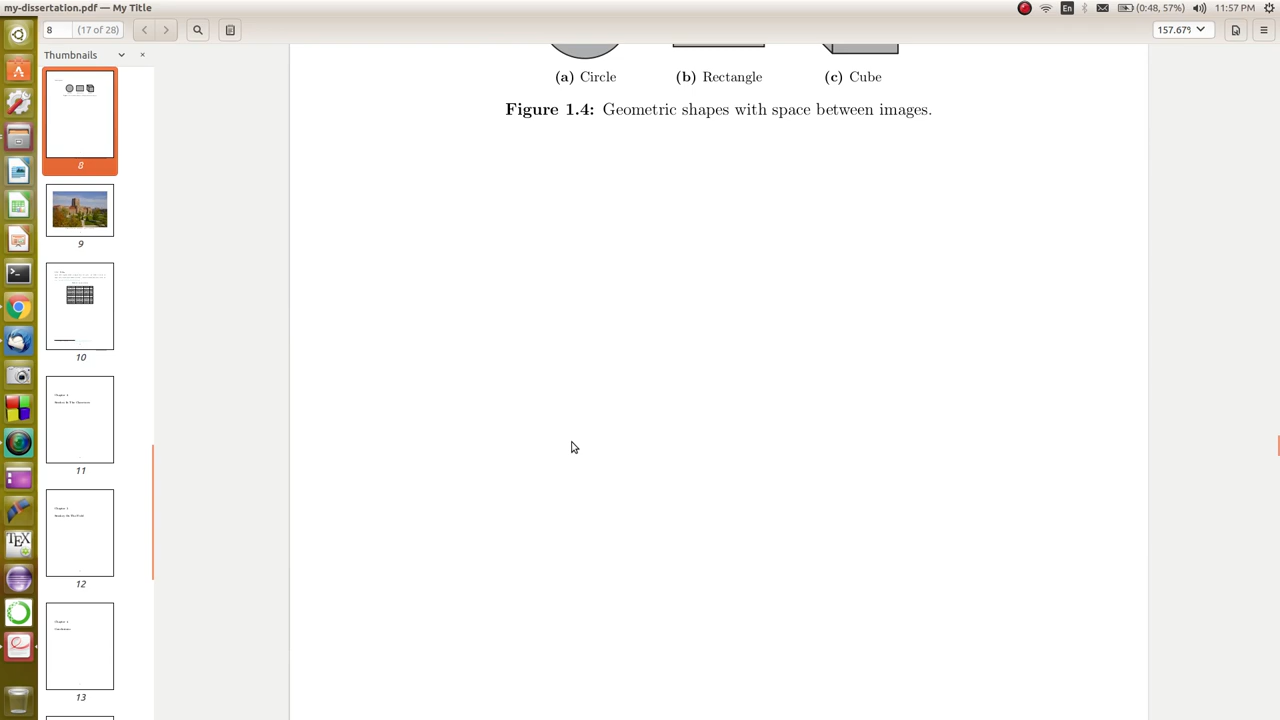 my-dissertation.pdf — My Title
En
(0:48, 57%)
11:57 PM
8
(17 of 28)
157.67%
Thumbnails
(a) Circle
(b) Rectangle
(c) Cube
Figure 1.4: Geometric shapes with space between images.
8
9
10
11
12
13
TEX